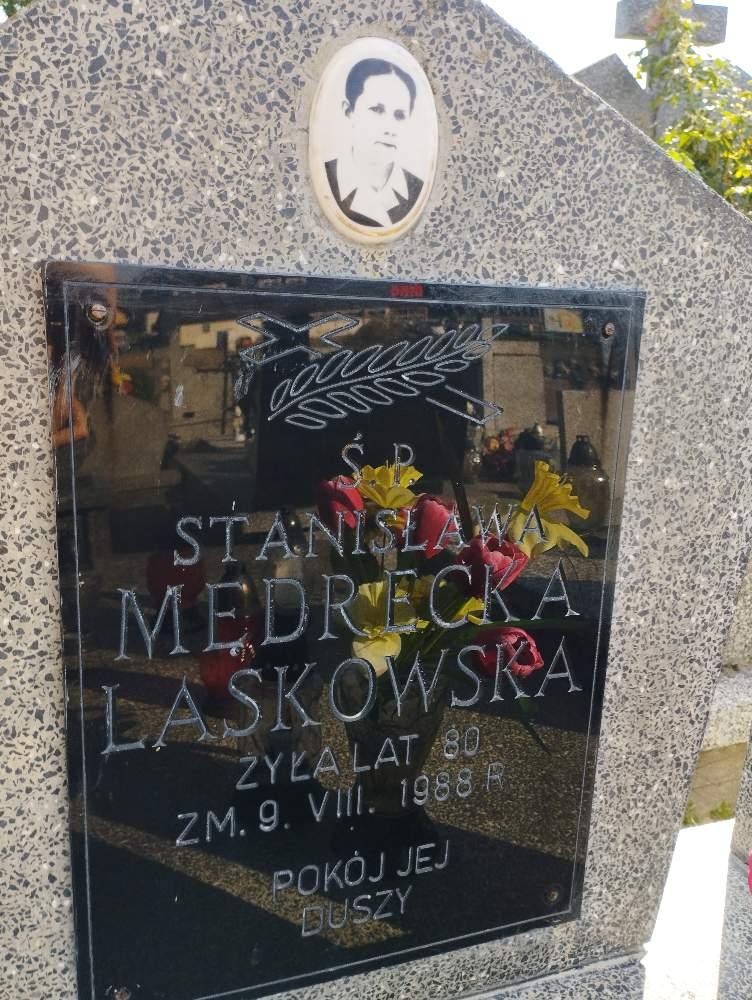 Ś. P.
STANISŁAWA
MĘDRECKA
LASKOWSKA
ŻYŁA LAT 80
ZM. 9. VIII. 1988 R
POKÓJ JEJ
DUSZY